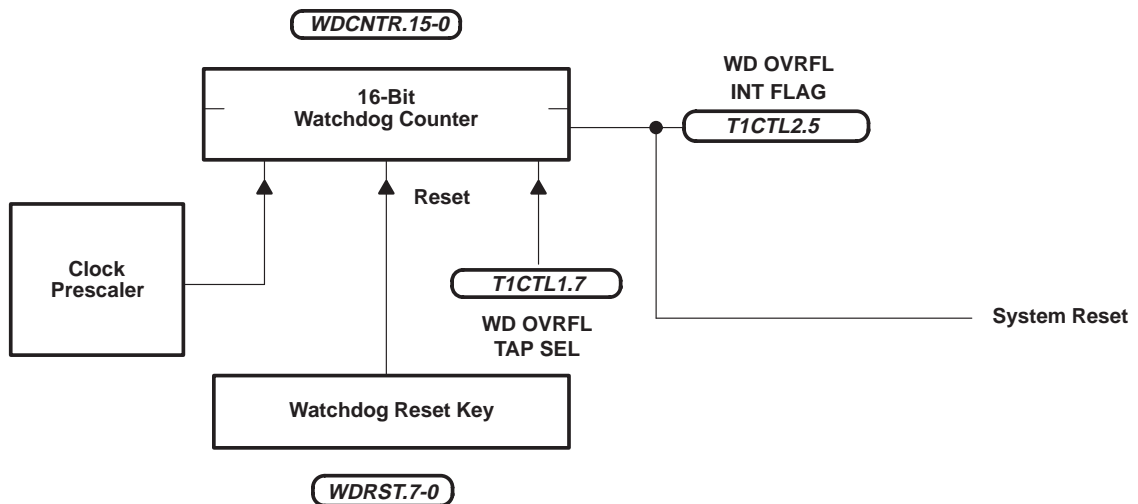 WDCNTR.15-0
16-Bit
Watchdog Counter
WD OVRFL
INT FLAG
T1CTL2.5
Reset
Clock
Prescaler
T1CTL1.7
WD OVRFL
TAP SEL
System Reset
Watchdog Reset Key
WDRST.7-0